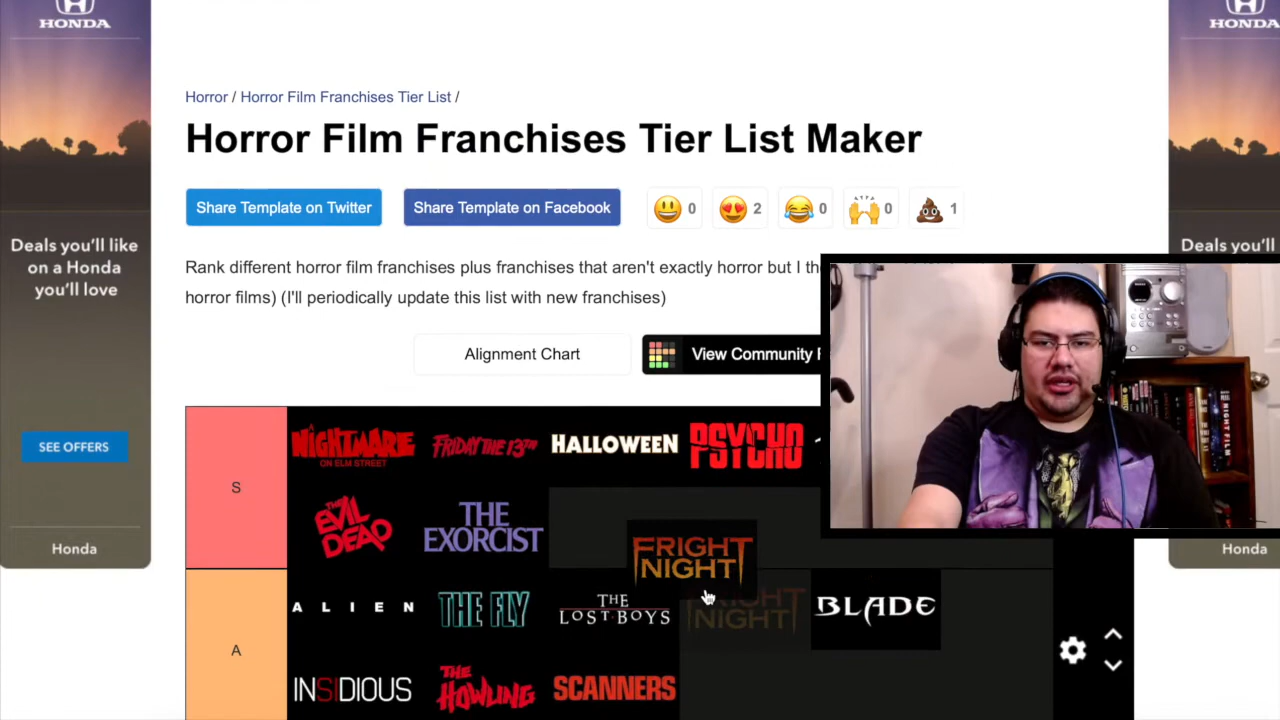 HONDA
HONDA
Horror / Horror Film Franchises Tier List /
Horror Film Franchises Tier List Maker
Share Template on Twitter
Share Template on Facebook
0
2
0
0
1
Deals you'll like
on a Honda
you'll love
Deals you'll
Rank different horror film franchises plus franchises that aren't exactly horror but I
horror films) (I'll periodically update this list with new franchises)
Alignment Chart
View Community
SEE OFFERS
S
A NIGHTMARE
ON ELM STREET
FRIDAY THE 13TH
HALLOWEEN
PSYCHO
THE
EVIL
DEAD
THE
EXORCIST
FRIGHT
NIGHT
Honda
Honda
A
ALIEN
THE FLY
THE
LOST BOYS
FRIGHT
NIGHT
BLADE
INSIDIOUS
THE
HOWLING
SCANNERS
NIGHT FILM